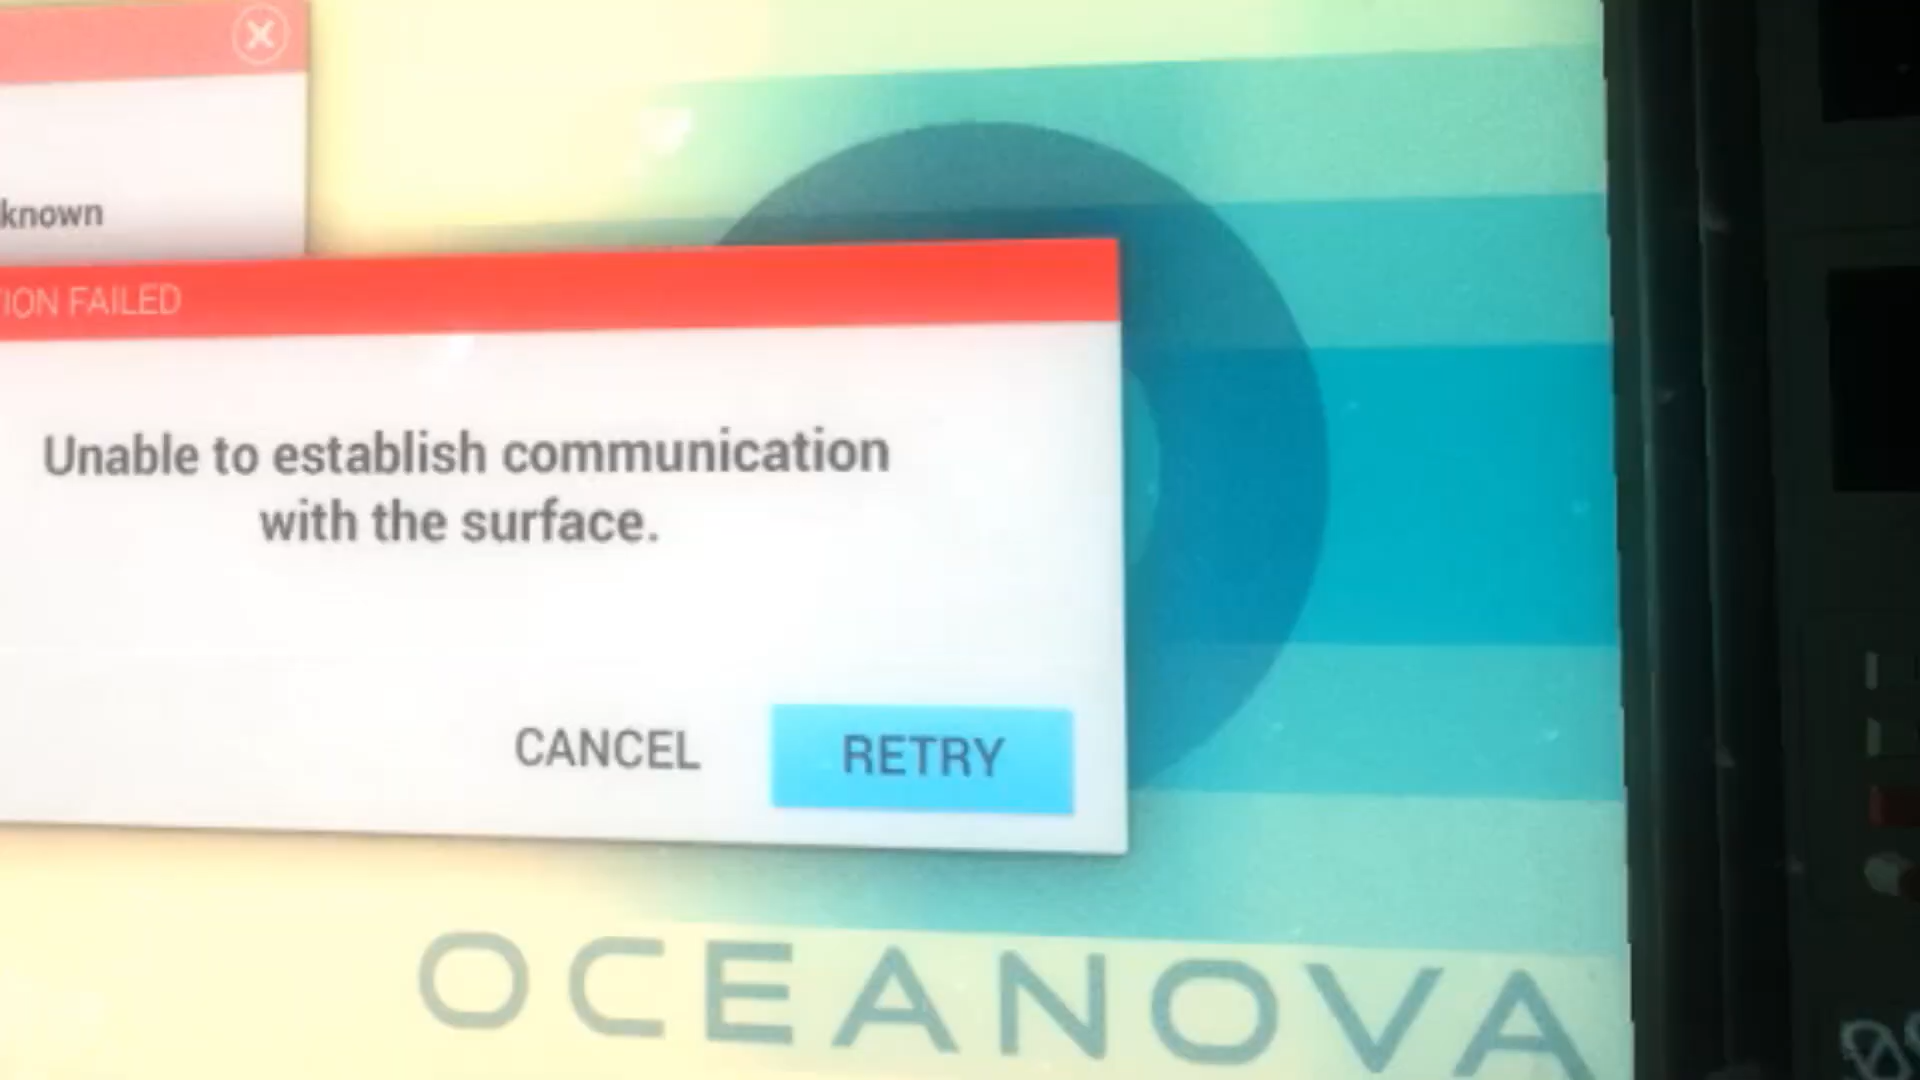 known
ION FAILED
Unable to establish communication
with the surface.
CANCEL
RETRY
OCEANOVA